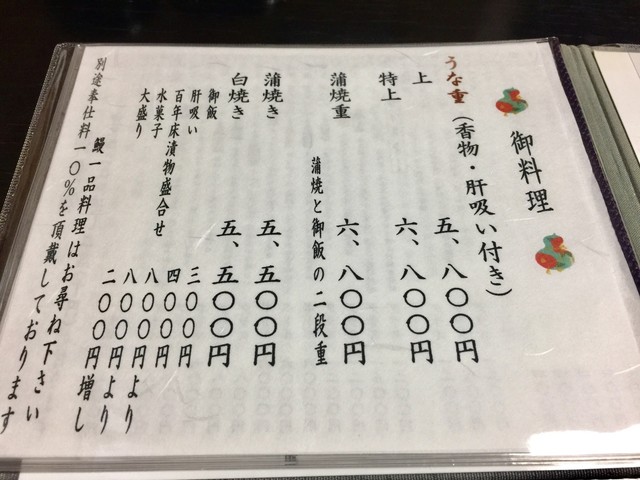 御料理
うな重（香物・肝吸い付き）
上 五、八〇〇円
特上 六、八〇〇円
蒲焼重 六、八〇〇円
蒲焼と御飯の二段重
蒲焼き 五、五〇〇円
白焼き 五、五〇〇円
御飯 三〇〇円
肝吸い 四〇〇円
百年床漬物盛合せ 八〇〇円より
水菓子 八〇〇円より
大盛り 二〇〇円増し
鰻一品料理はお尋ね下さい
別途奉仕料一〇％を頂戴しております